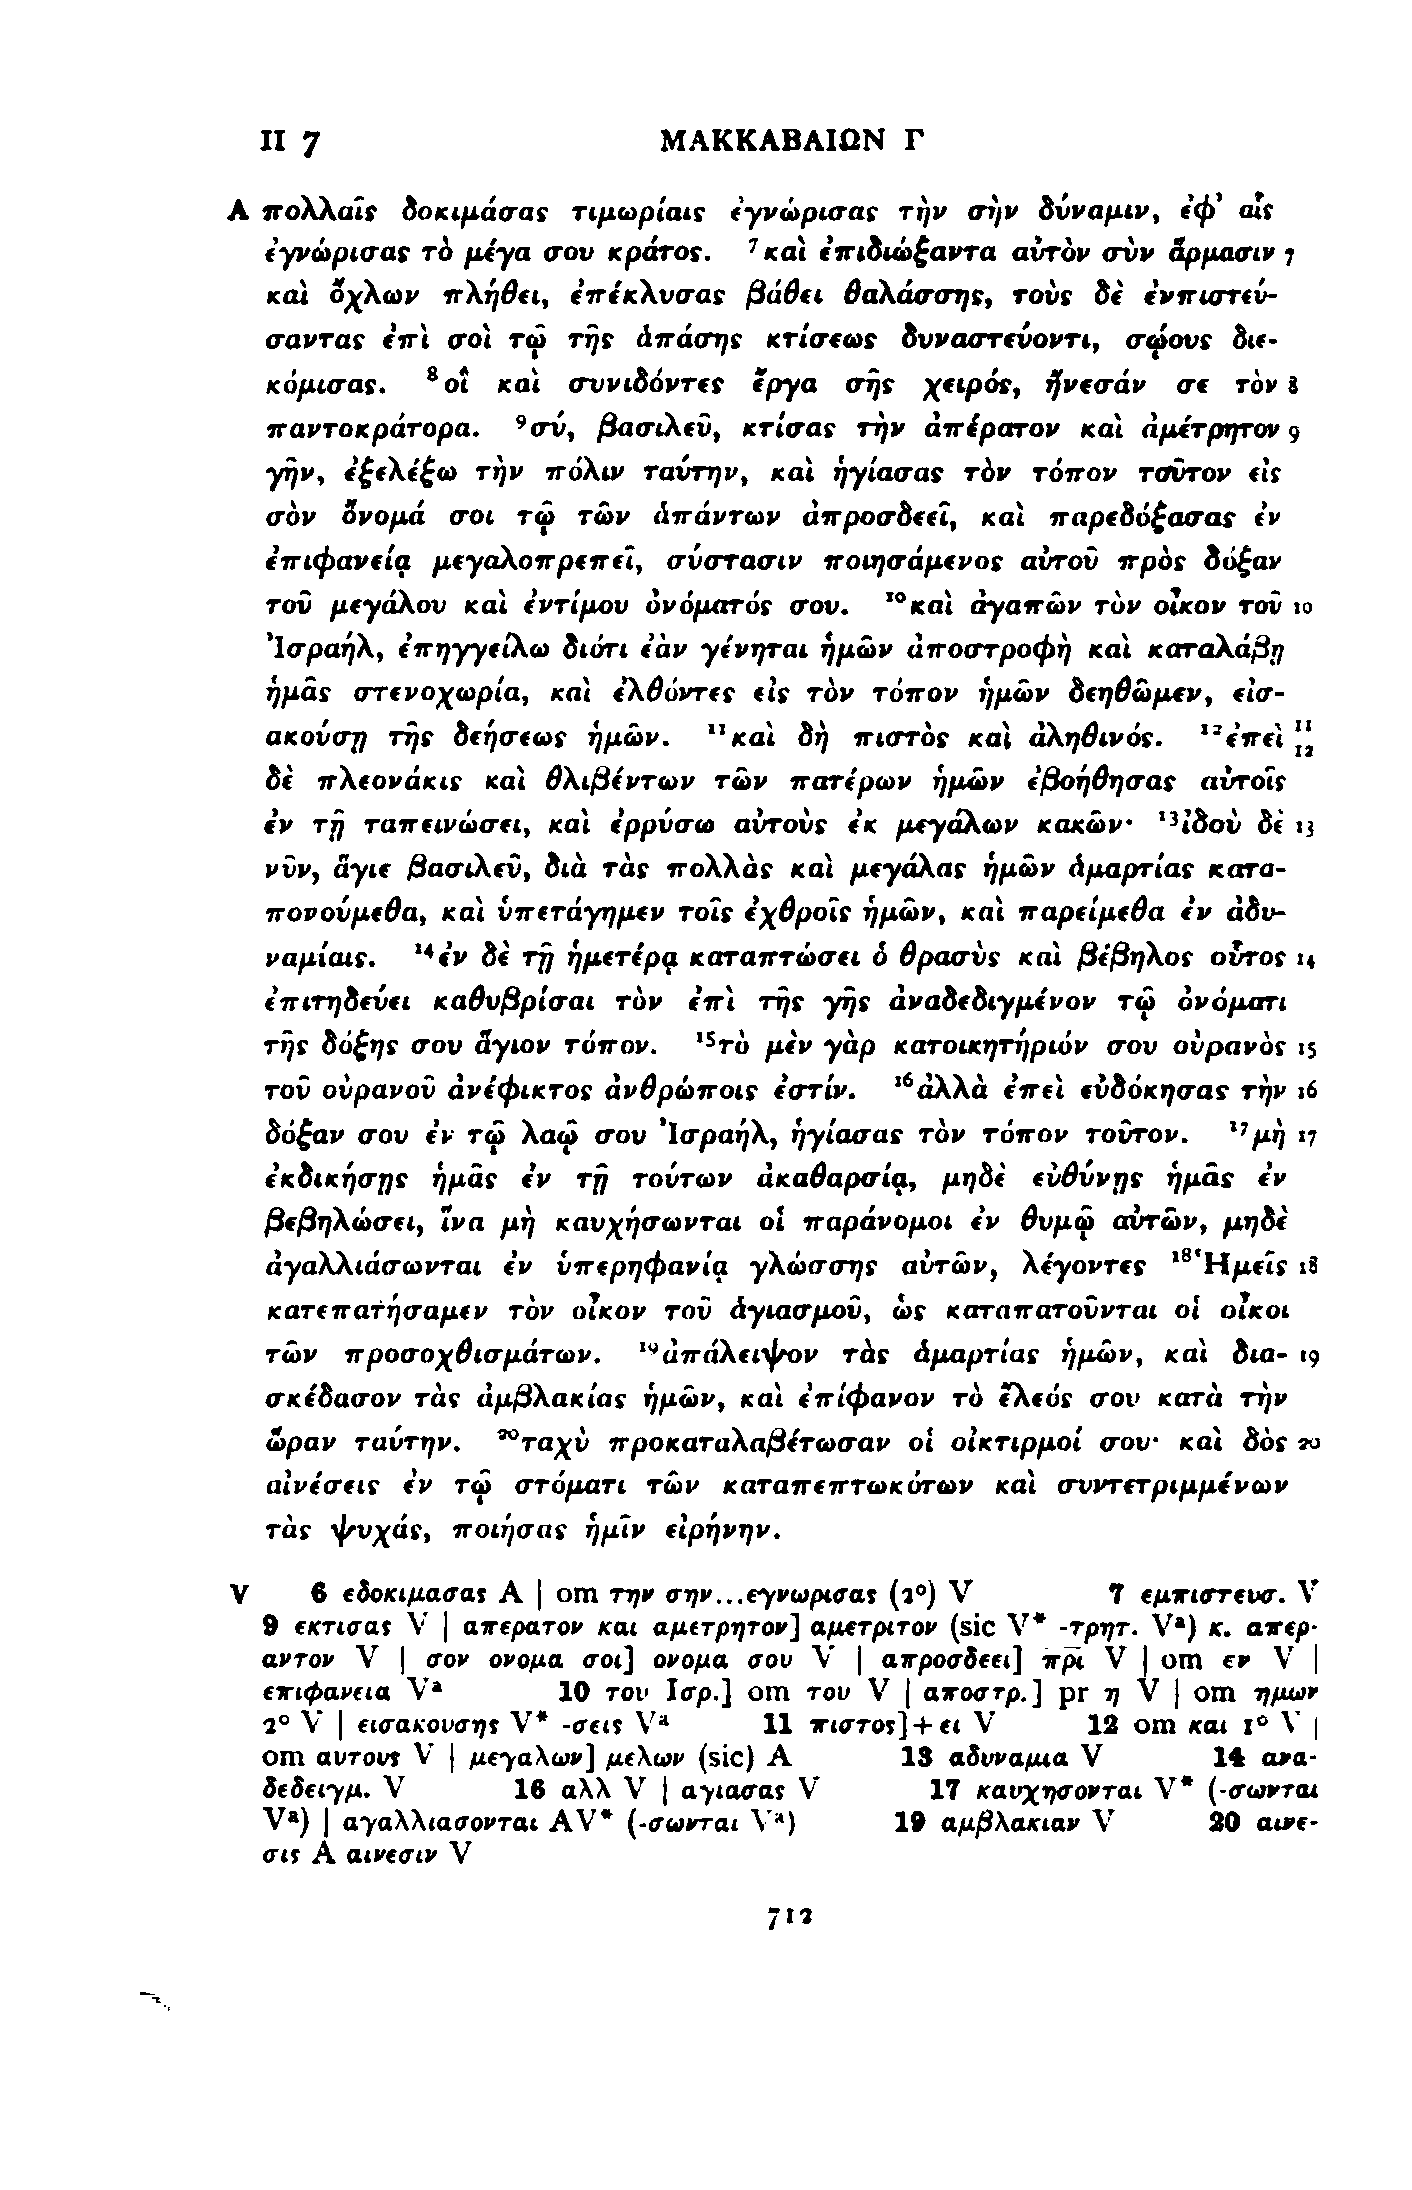 II 7 ΜΑΚΚΑΒΑΙΩΝ Γ
A πολλαῖς δοκιμάσας τιμωρίαις ἐγνώρισας τὴν σὴν δύναμιν, ἐφ᾽ αἷς
ἐγνώρισας τὸ μέγα σου κράτος. ⁷καὶ ἐπιδιώξαντα αὐτὸν σὺν ἅρμασιν 7
καὶ ὄχλων πλήθει, ἐπέκλυσας βάθει θαλάσσης, τοὺς δὲ ἐνπιστεύ-
σαντας ἐπὶ σοὶ τῷ τῆς ἁπάσης κτίσεως δυναστεύοντι, σῴους διε-
κόμισας. ⁸οἳ καὶ συνιδόντες ἔργα σῆς χειρός, ᾔνεσάν σε τὸν 8
παντοκράτορα. ⁹σύ, βασιλεῦ, κτίσας τὴν ἀπέρατον καὶ ἀμέτρητον 9
γῆν, ἐξελέξω τὴν πόλιν ταύτην, καὶ ἡγίασας τὸν τόπον τοῦτον εἰς
σὸν ὄνομά σοι τῷ τῶν ἁπάντων ἀπροσδεεῖ, καὶ παρεδόξασας ἐν
ἐπιφανείᾳ μεγαλοπρεπεῖ, σύστασιν ποιησάμενος αὐτοῦ πρὸς δόξαν
τοῦ μεγάλου καὶ ἐντίμου ὀνόματός σου. ¹⁰καὶ ἀγαπῶν τὸν οἶκον τοῦ 10
Ἰσραήλ, ἐπηγγείλω διότι ἐὰν γένηται ἡμῶν ἀποστροφὴ καὶ καταλάβῃ
ἡμᾶς στενοχωρία, καὶ ἐλθόντες εἰς τὸν τόπον ἡμῶν δεηθῶμεν, εἰσ-
ακούσῃ τῆς δεήσεως ἡμῶν. ¹¹καὶ δὴ πιστὸς καὶ ἀληθινός. ¹²ἐπεὶ 11 12
δὲ πλεονάκις καὶ θλιβέντων τῶν πατέρων ἡμῶν ἐβοήθησας αὐτοῖς
ἐν τῇ ταπεινώσει, καὶ ἐρρύσω αὐτοὺς ἐκ μεγάλων κακῶν· ¹³ἰδοὺ δὲ 13
νῦν, ἅγιε βασιλεῦ, διὰ τὰς πολλὰς καὶ μεγάλας ἡμῶν ἁμαρτίας κατα-
πονούμεθα, καὶ ὑπετάγημεν τοῖς ἐχθροῖς ἡμῶν, καὶ παρείμεθα ἐν ἀδυ-
ναμίαις. ¹⁴ἐν δὲ τῇ ἡμετέρᾳ καταπτώσει ὁ θρασὺς καὶ βέβηλος οὗτος 14
ἐπιτηδεύει καθυβρίσαι τὸν ἐπὶ τῆς γῆς ἀναδεδιγμένον τῷ ὀνόματι
τῆς δόξης σου ἅγιον τόπον. ¹⁵τὸ μὲν γὰρ κατοικητήριόν σου οὐρανὸς 15
τοῦ οὐρανοῦ ἀνέφικτος ἀνθρώποις ἐστίν. ¹⁶ἀλλὰ ἐπεὶ εὐδόκησας τὴν 16
δόξαν σου ἐν τῷ λαῷ σου Ἰσραήλ, ἡγίασας τὸν τόπον τοῦτον. ¹⁷μὴ 17
ἐκδικήσῃς ἡμᾶς ἐν τῇ τούτων ἀκαθαρσίᾳ, μηδὲ εὐθύνῃς ἡμᾶς ἐν
βεβηλώσει, ἵνα μὴ καυχήσωνται οἱ παράνομοι ἐν θυμῷ αὐτῶν, μηδὲ
ἀγαλλιάσωνται ἐν ὑπερηφανίᾳ γλώσσης αὐτῶν, λέγοντες ¹⁸Ἡμεῖς 18
κατεπατήσαμεν τὸν οἶκον τοῦ ἁγιασμοῦ, ὡς καταπατοῦνται οἱ οἶκοι
τῶν προσοχθισμάτων. ¹⁹ἀπάλειψον τὰς ἁμαρτίας ἡμῶν, καὶ δια- 19
σκέδασον τὰς ἀμβλακίας ἡμῶν, καὶ ἐπίφανον τὸ ἔλεός σου κατὰ τὴν
ὥραν ταύτην. ²⁰ταχὺ προκαταλαβέτωσαν οἱ οἰκτιρμοί σου· καὶ δὸς 20
αἰνέσεις ἐν τῷ στόματι τῶν καταπεπτωκότων καὶ συντετριμμένων
τὰς ψυχάς, ποιήσας ἡμῖν εἰρήνην.
V 6 εδοκιμασας A | om την σην...εγνωρισας (2°) V 7 εμπιστευσ. V
9 εκτισας V | απερατον και αμετρητον] αμετριτον (sic V* -τρητ. Vᵃ) κ. απερ-
αντον V | σον ονομα σοι] ονομα σου V | απροσδεει] πρ̅ι V | om εν V |
επιφανεια Vᵃ 10 του Ισρ.] om του V | αποστρ.] pr η V | om ημων
2° V | εισακουσης V* -σεις Vᵃ 11 πιστος]+ει V 12 om και 1° V |
om αυτους V | μεγαλων] μελων (sic) A 13 αδυναμια V 14 ανα-
δεδειγμ. V 16 αλλ V | αγιασας V 17 καυχησονται V* (-σωνται
Vᵃ) | αγαλλιασονται AV* (-σωνται Vᵃ) 19 αμβλακιαν V 20 αινε-
σις A αινεσιν V
712